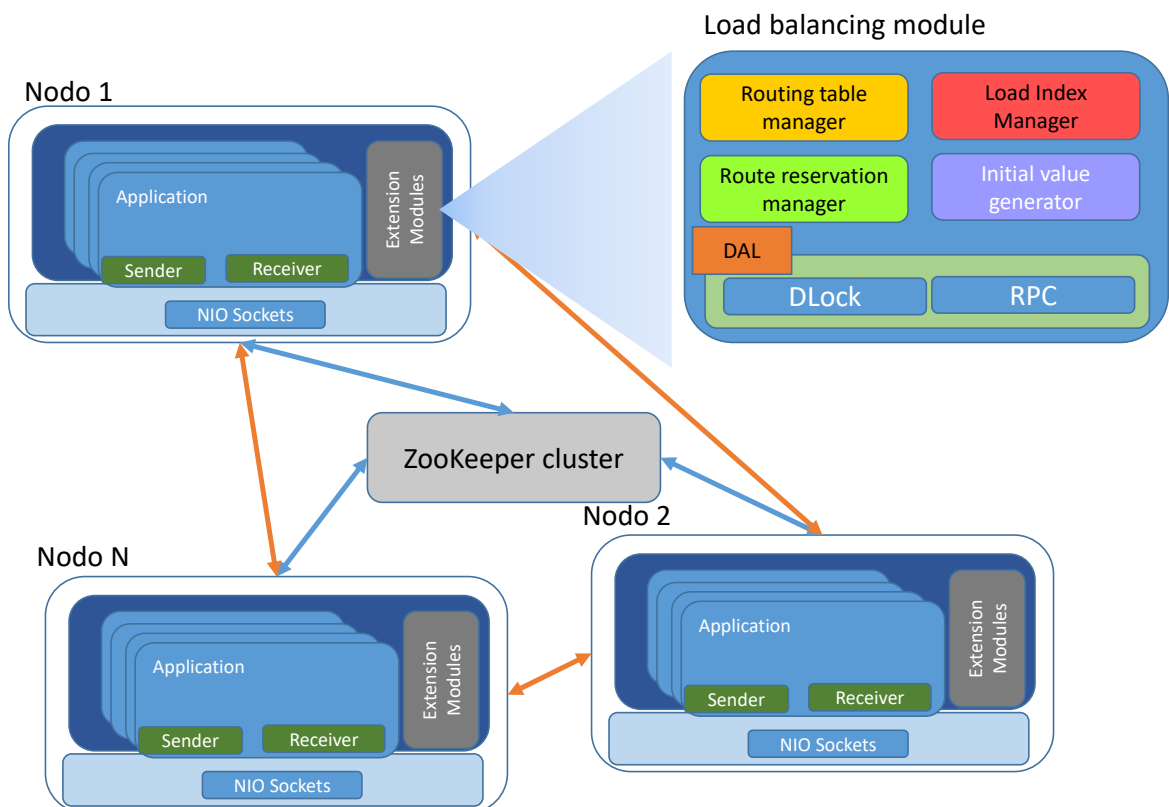 Load balancing module
Routing table
manager
Load Index
Manager
Route reservation
manager
Initial value
generator
DAL
DLock
RPC
Nodo 1
Application
Extension
Modules
Sender
Receiver
NIO Sockets
ZooKeeper cluster
Nodo 2
Application
Extension
Modules
Sender
Receiver
NIO Sockets
Nodo N
Application
Extension
Modules
Sender
Receiver
NIO Sockets